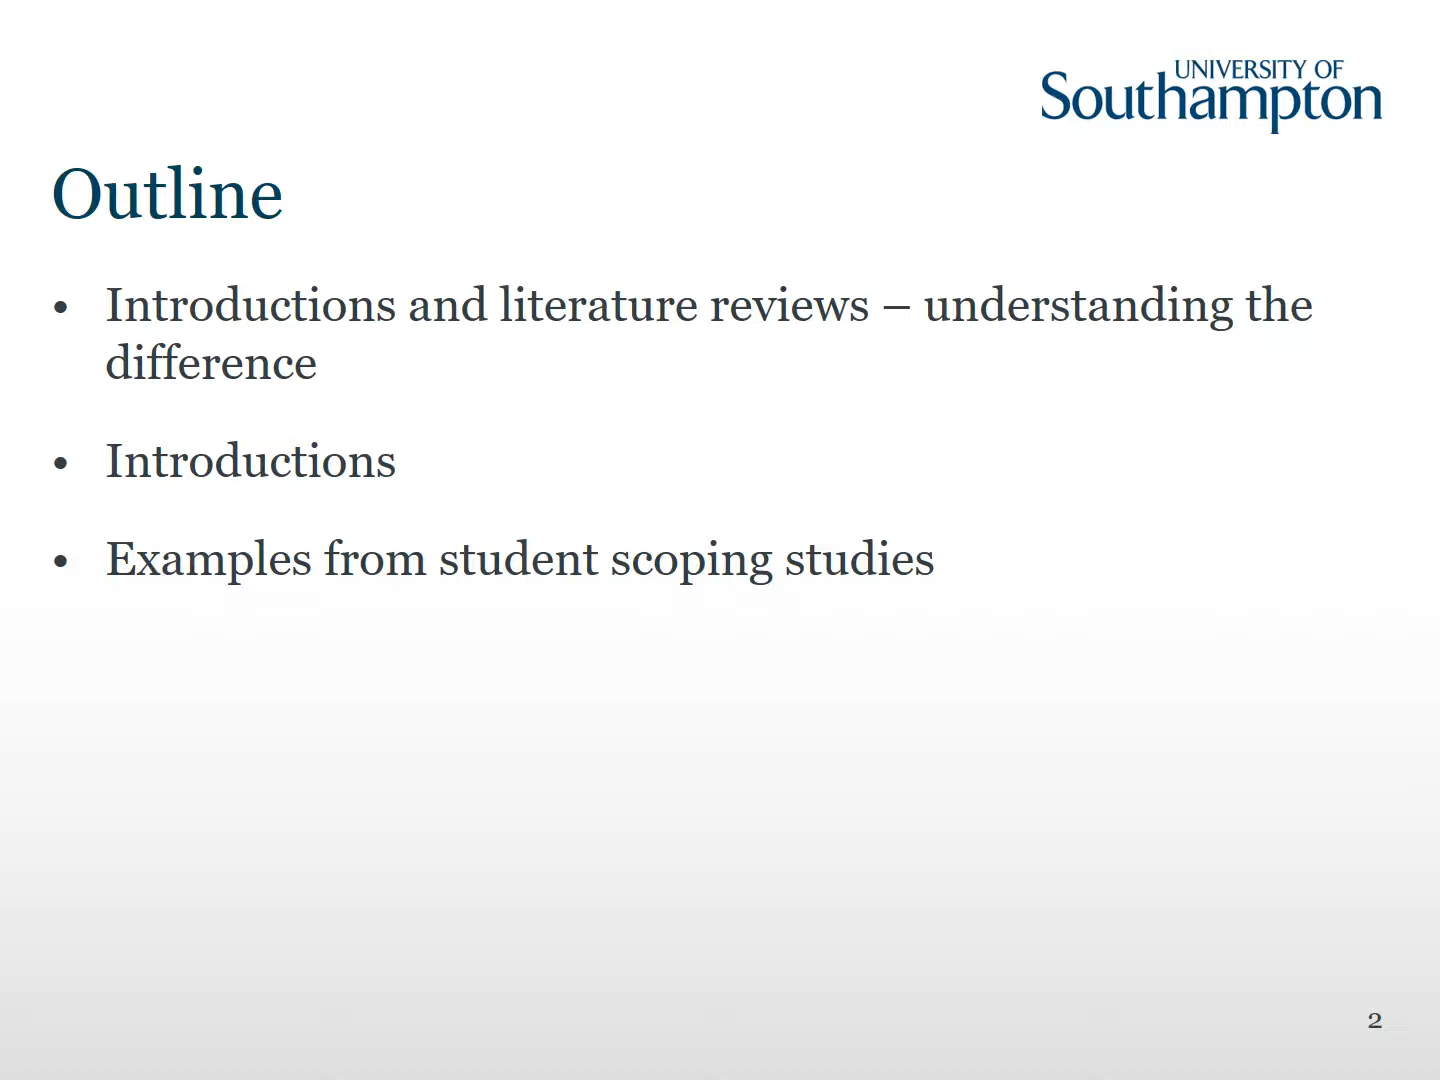 UNIVERSITY OF
Southampton
Outline
• Introductions and literature reviews – understanding the
difference
• Introductions
• Examples from student scoping studies
2